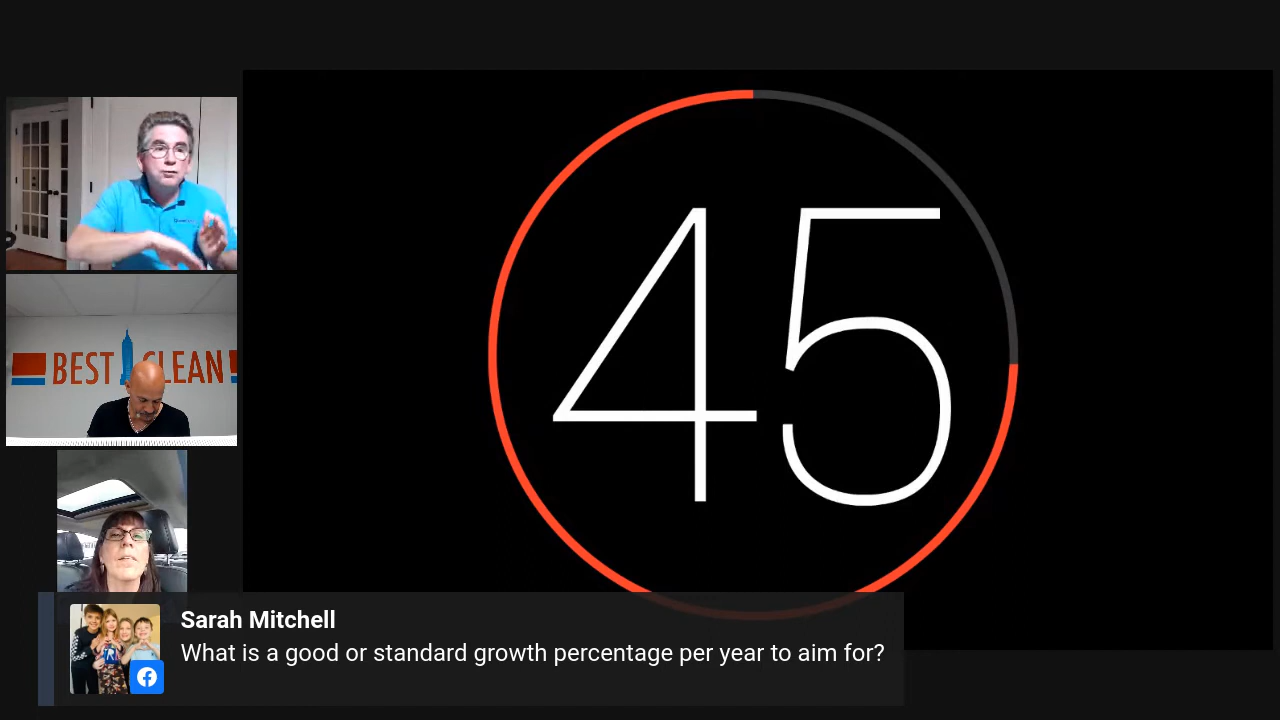 45
BEST CLEAN
Sarah Mitchell
What is a good or standard growth percentage per year to aim for?